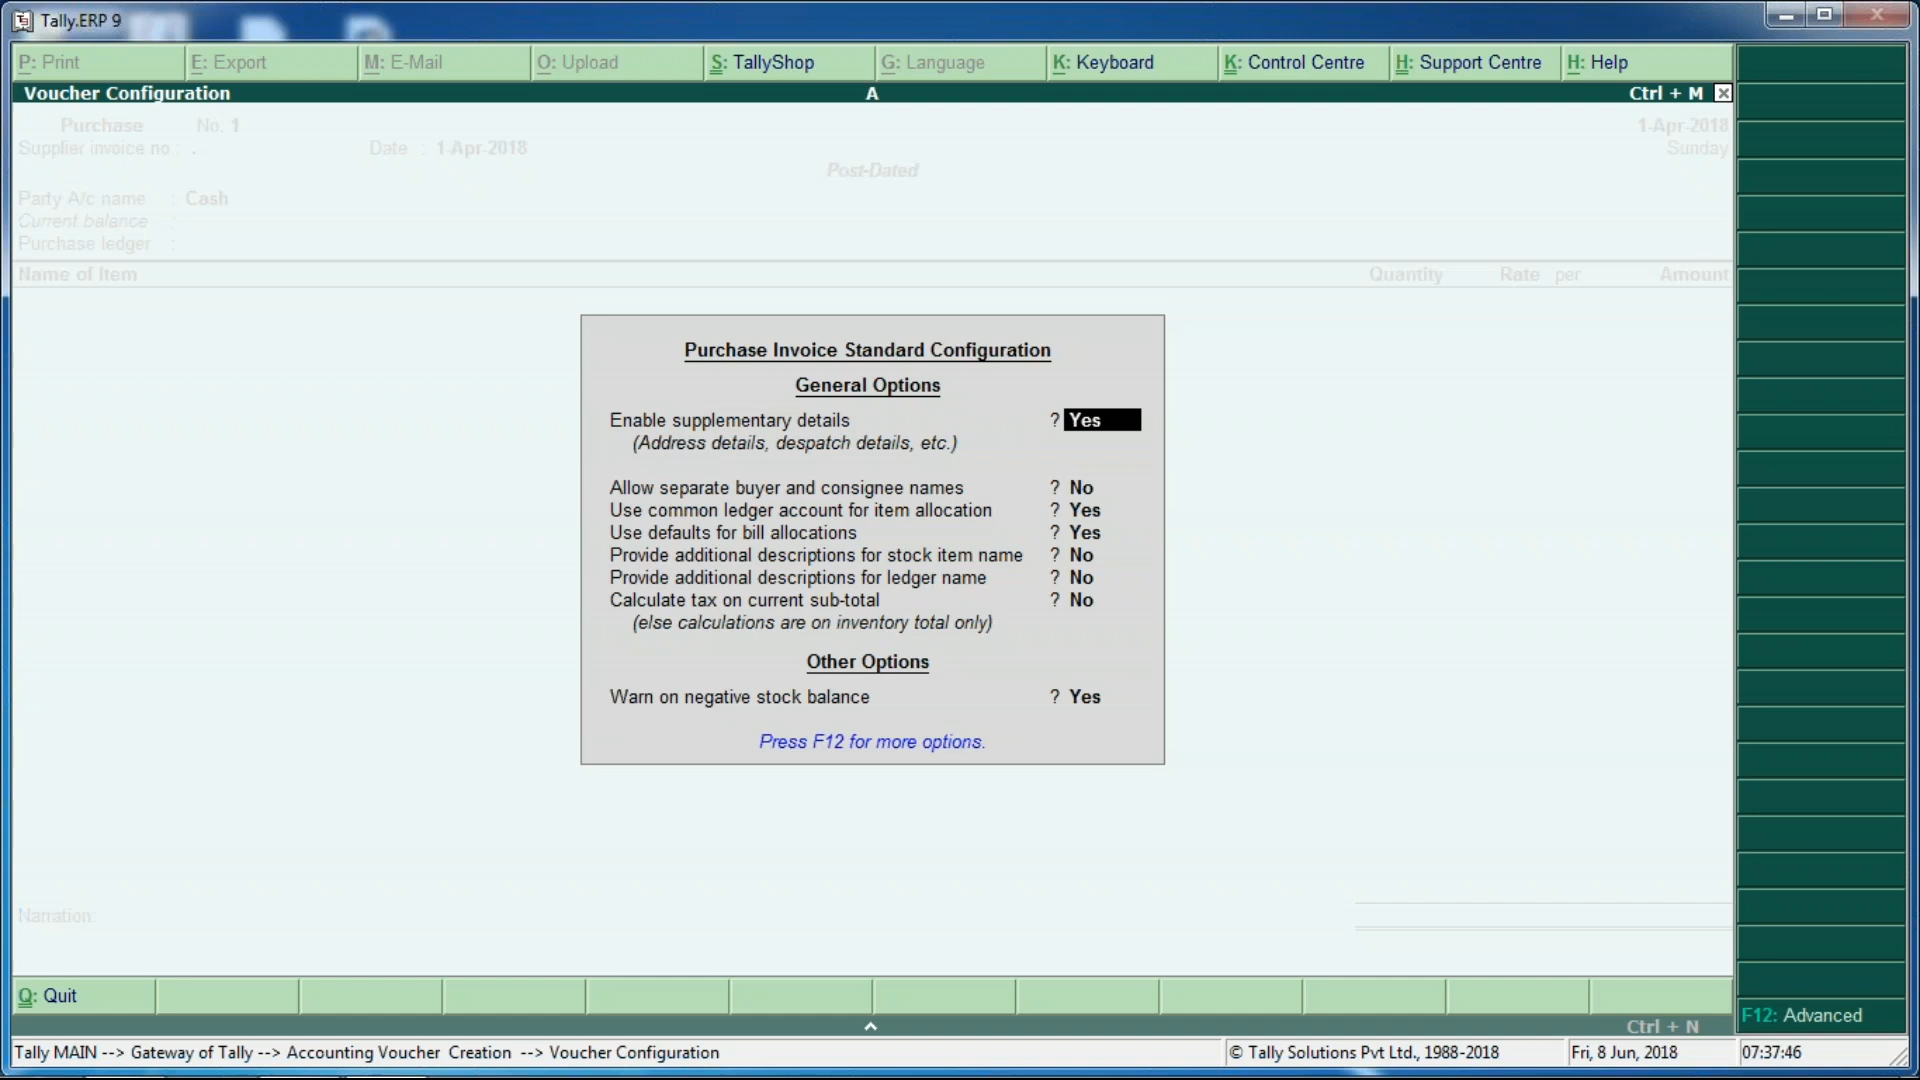 Tally.ERP 9
P: Print E: Export M: E-Mail O: Upload S: TallyShop G: Language K: Keyboard K: Control Centre H: Support Centre H: Help
Voucher Configuration A Ctrl + M
Purchase No. 1 1-Apr-2018
Supplier invoice no : . Date : 1-Apr-2018 Sunday
Post-Dated
Party A/c name : Cash
Current balance :
Purchase ledger :
Name of Item Quantity Rate per Amount
Purchase Invoice Standard Configuration
General Options
Enable supplementary details ? Yes
(Address details, despatch details, etc.)
Allow separate buyer and consignee names ? No
Use common ledger account for item allocation ? Yes
Use defaults for bill allocations ? Yes
Provide additional descriptions for stock item name ? No
Provide additional descriptions for ledger name ? No
Calculate tax on current sub-total ? No
(else calculations are on inventory total only)
Other Options
Warn on negative stock balance ? Yes
Press F12 for more options.
Narration:
Q: Quit
F12: Advanced
Ctrl + N
Tally MAIN --> Gateway of Tally --> Accounting Voucher Creation --> Voucher Configuration © Tally Solutions Pvt Ltd., 1988-2018 Fri, 8 Jun, 2018 07:37:46